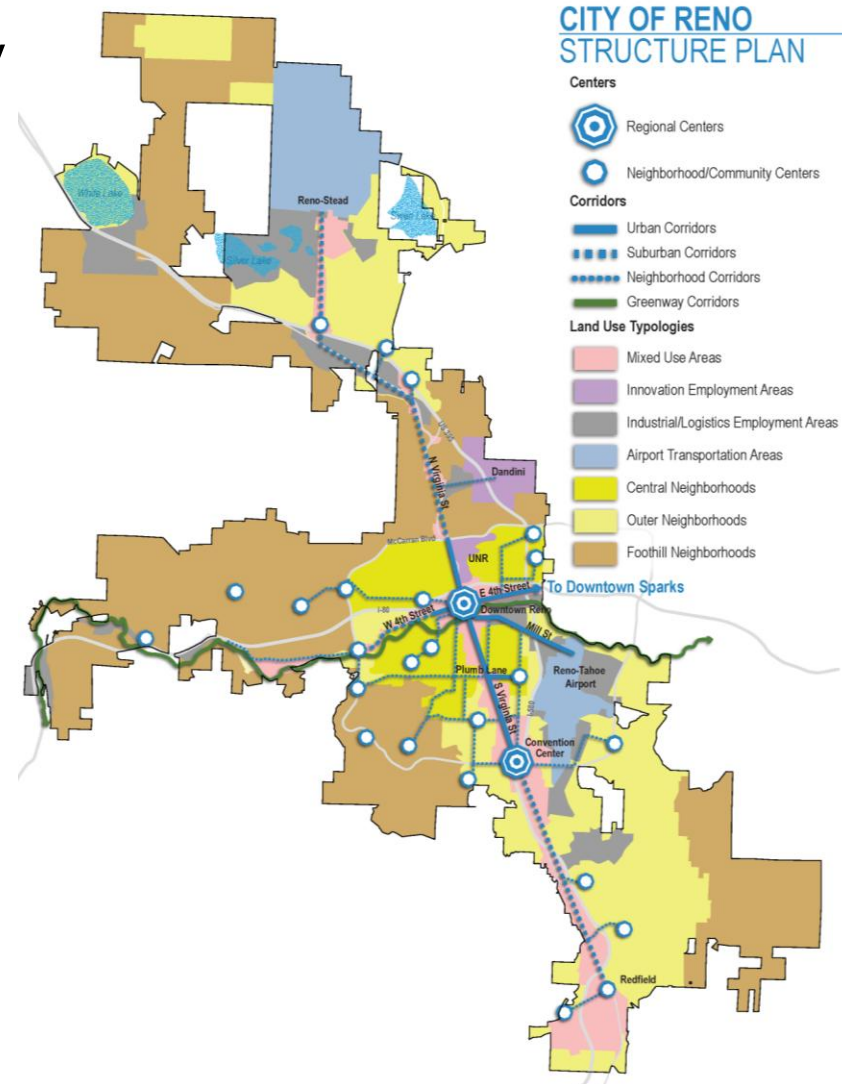 CITY OF RENO
STRUCTURE PLAN
Centers
Regional Centers
Neighborhood/Community Centers
Corridors
Urban Corridors
Suburban Corridors
Neighborhood Corridors
Greenway Corridors
Land Use Typologies
Mixed Use Areas
Innovation Employment Areas
Industrial/Logistics Employment Areas
Airport Transportation Areas
Central Neighborhoods
Outer Neighborhoods
Foothill Neighborhoods
White Lake
Reno-Stead
Swan Lake
Silver Lake
US 395
N Virginia St
Dandini
McCarran Blvd
UNR
E 4th Street
To Downtown Sparks
I-80
W 4th Street
Downtown Reno
Mill St
Plumb Lane
Reno-Tahoe
Airport
S Virginia St
Convention
Center
Redfield